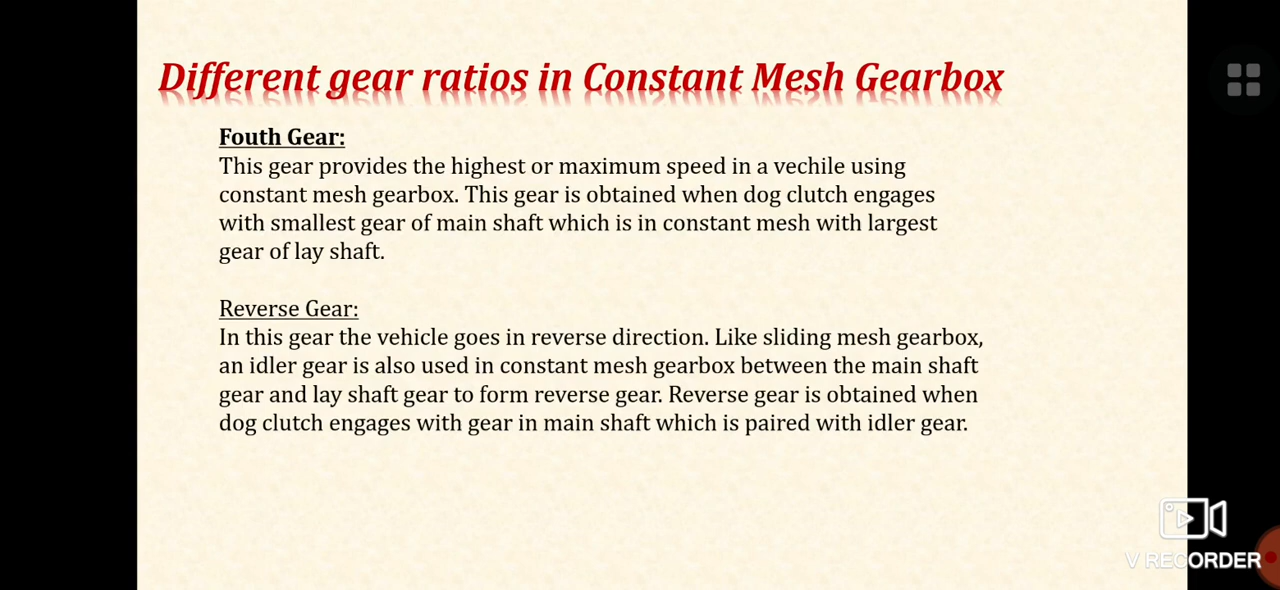 Different gear ratios in Constant Mesh Gearbox
Fouth Gear:
This gear provides the highest or maximum speed in a vechile using
constant mesh gearbox. This gear is obtained when dog clutch engages
with smallest gear of main shaft which is in constant mesh with largest
gear of lay shaft.
Reverse Gear:
In this gear the vehicle goes in reverse direction. Like sliding mesh gearbox,
an idler gear is also used in constant mesh gearbox between the main shaft
gear and lay shaft gear to form reverse gear. Reverse gear is obtained when
dog clutch engages with gear in main shaft which is paired with idler gear.
V RECORDER